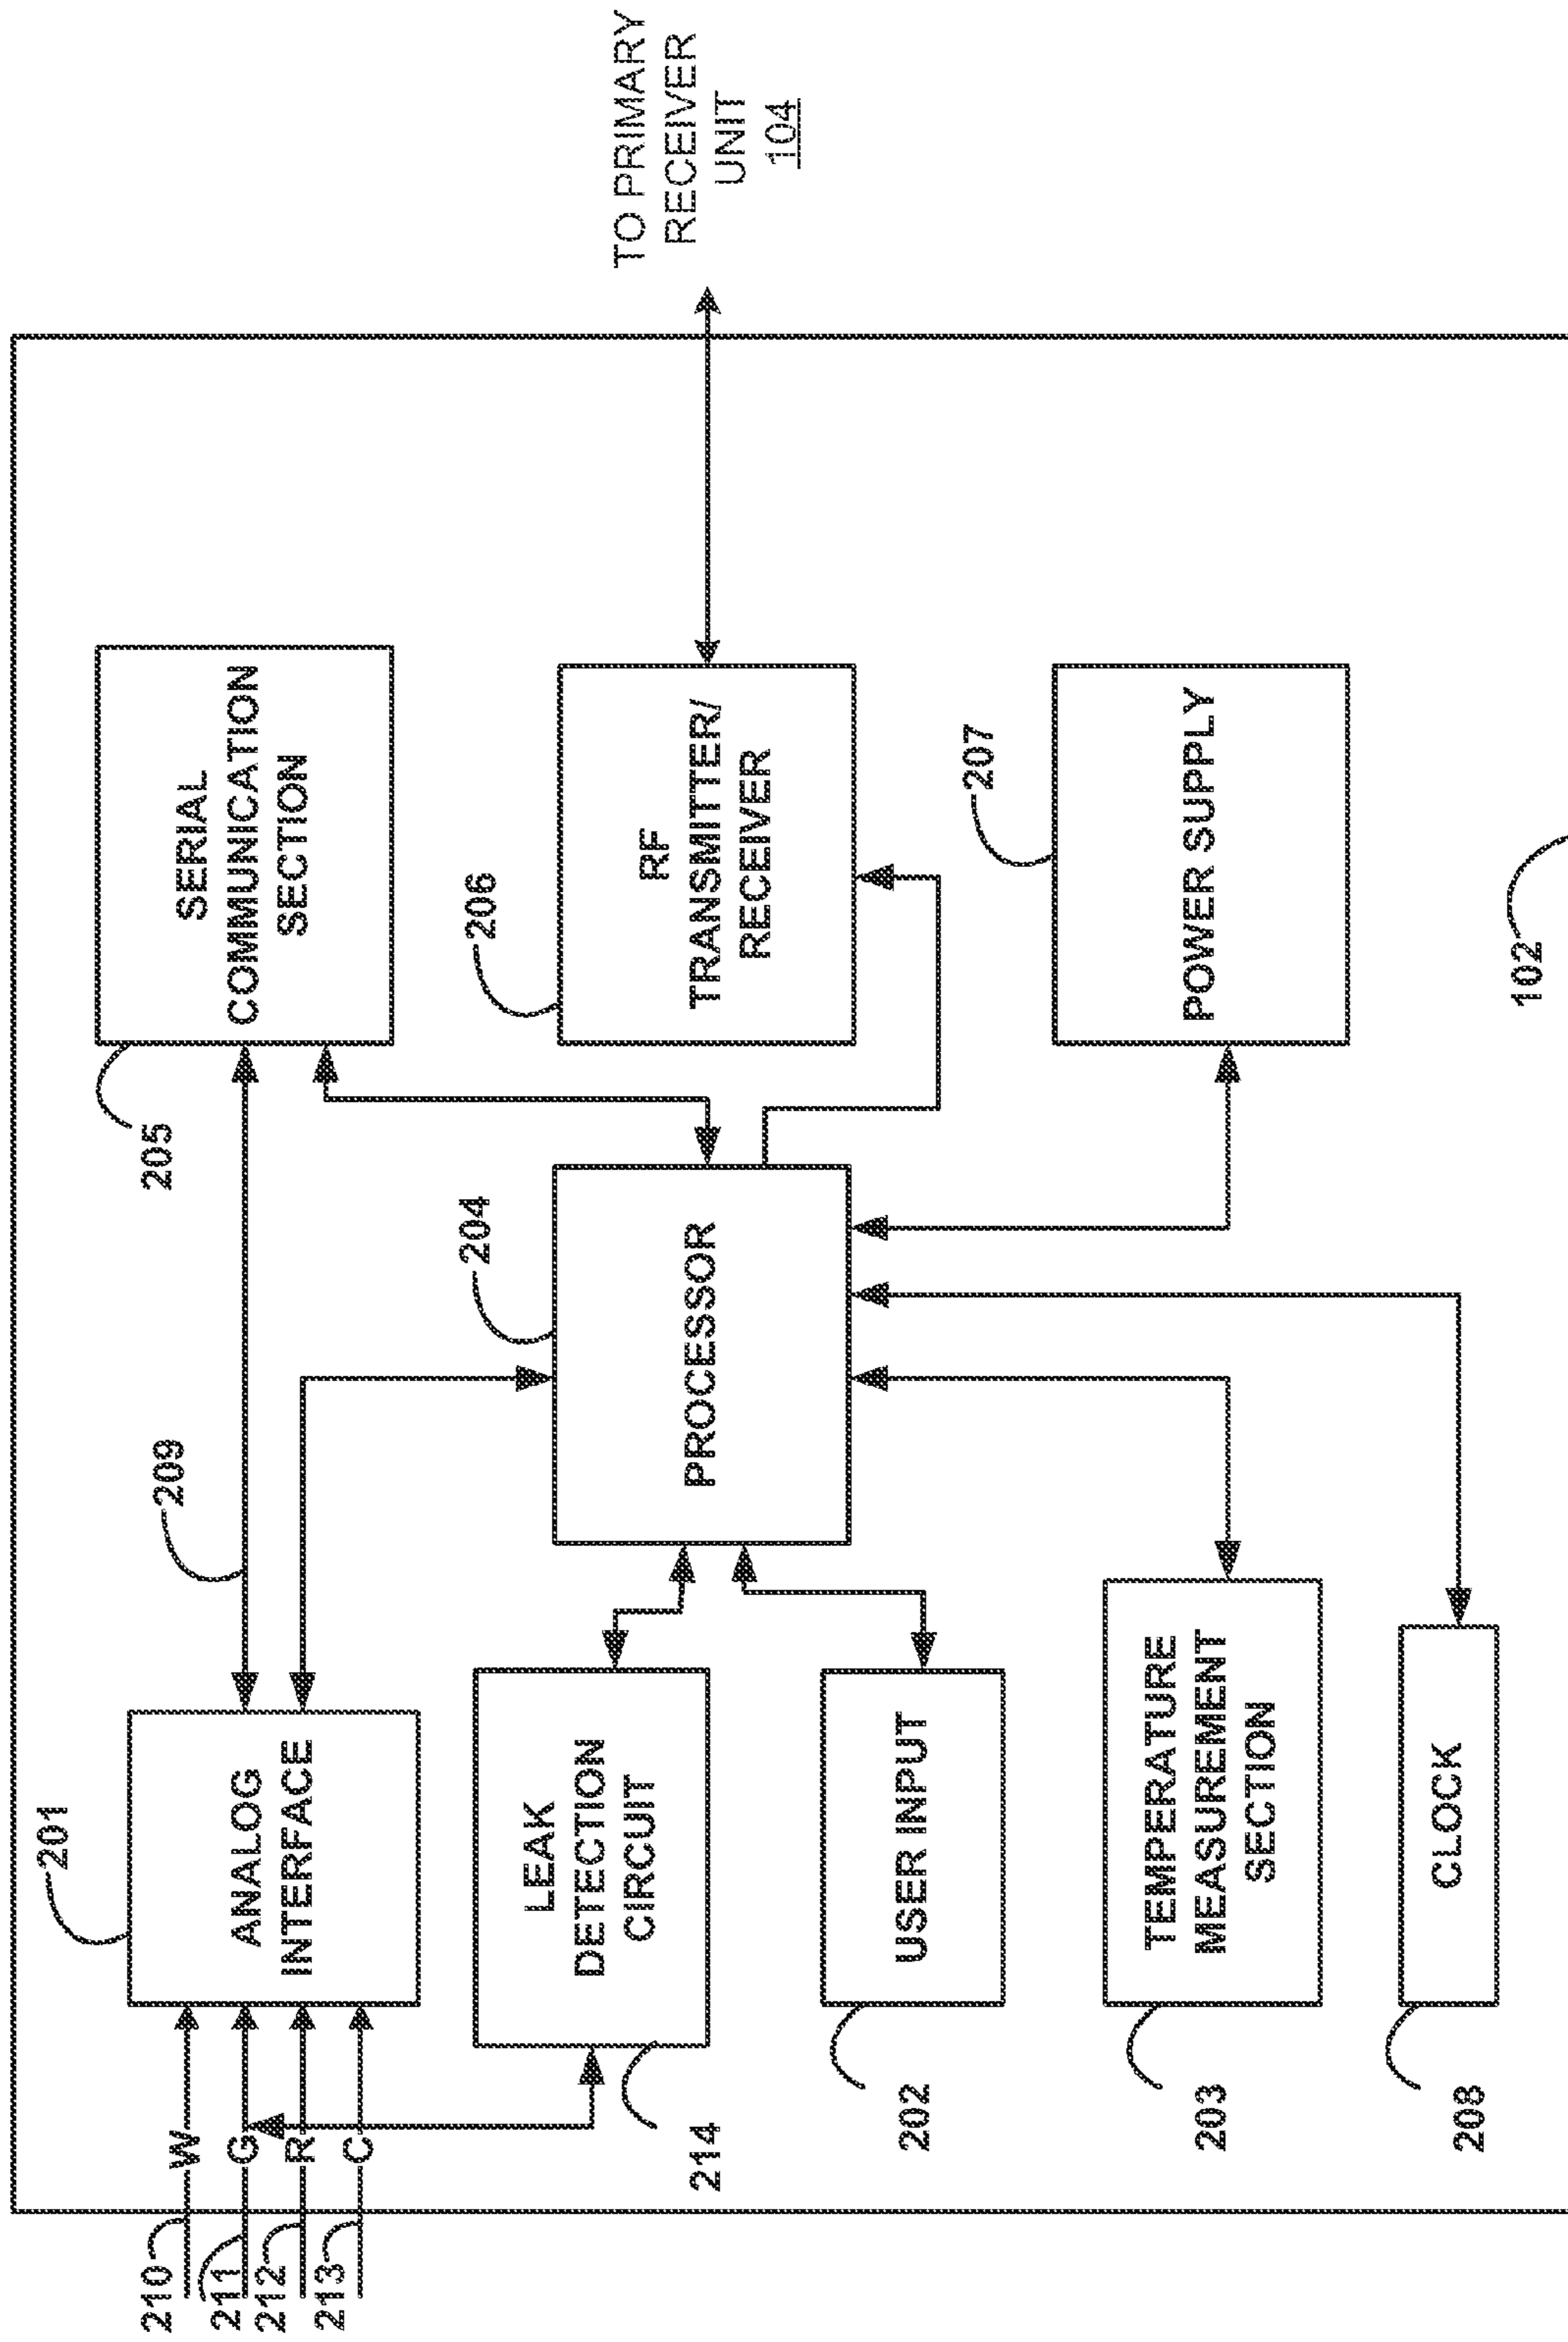 210
W
211
G
212
R
213
C
201
ANALOG
INTERFACE
209
205
SERIAL
COMMUNICATION
SECTION
214
LEAK
DETECTION
CIRCUIT
204
PROCESSOR
206
RF
TRANSMITTER/
RECEIVER
TO PRIMARY
RECEIVER
UNIT
104
202
USER INPUT
207
POWER SUPPLY
203
TEMPERATURE
MEASUREMENT
SECTION
208
CLOCK
102